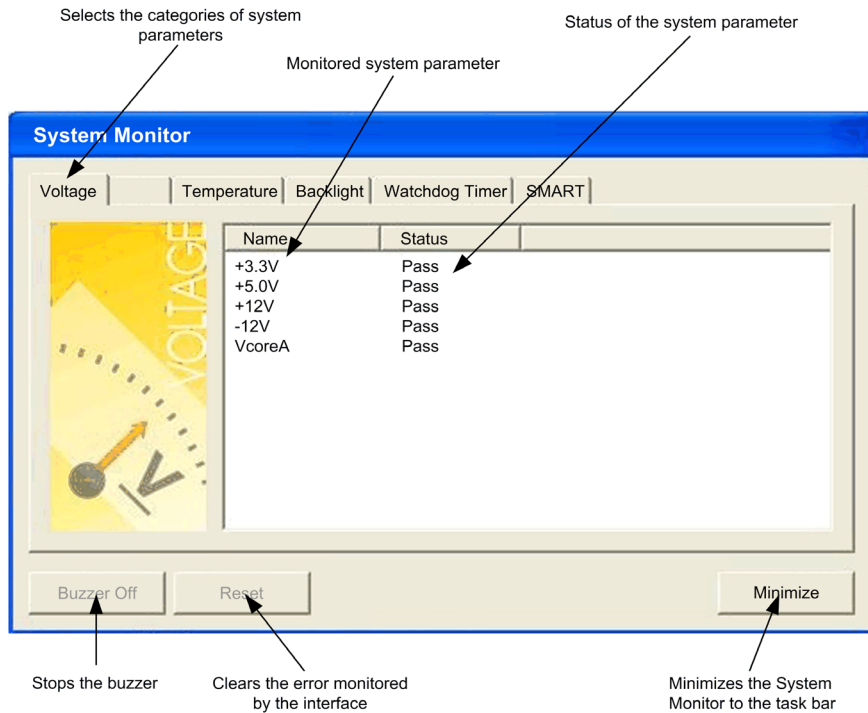 Selects the categories of system
parameters
Status of the system parameter
Monitored system parameter
System Monitor
Voltage
Temperature
Backlight
Watchdog Timer
SMART
VOLTAGE
V
Name
Status
+3.3V
Pass
+5.0V
Pass
+12V
Pass
-12V
Pass
VcoreA
Pass
Buzzer Off
Reset
Minimize
Stops the buzzer
Clears the error monitored
by the interface
Minimizes the System
Monitor to the task bar